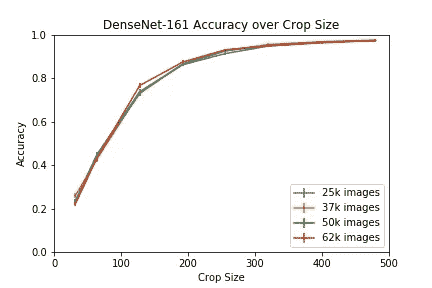 DenseNet-161 Accuracy over Crop Size
1.0
0.8
0.6
0.4
0.2
0.0
Accuracy
25k images
37k images
50k images
62k images
0 100 200 300 400 500
Crop Size